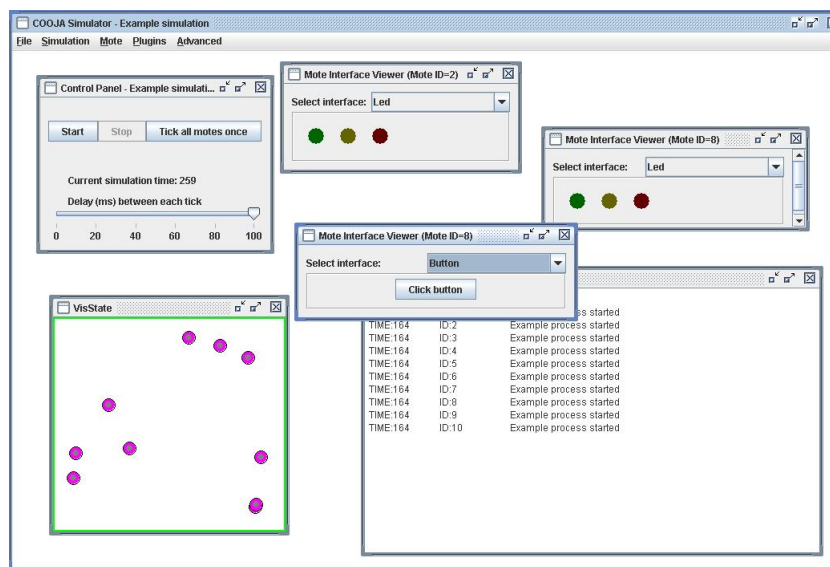 COOJA Simulator - Example simulation
File Simulation Mote Plugins Advanced
Control Panel - Example simulati...
Start Stop Tick all motes once
Current simulation time: 259
Delay (ms) between each tick
0 20 40 60 80 100
Mote Interface Viewer (Mote ID=2)
Select interface: Led
Mote Interface Viewer (Mote ID=8)
Select interface: Led
Mote Interface Viewer (Mote ID=8)
Select interface: Button
Click button
VisState
process started
TIME:164 ID:2 Example process started
TIME:164 ID:3 Example process started
TIME:164 ID:4 Example process started
TIME:164 ID:5 Example process started
TIME:164 ID:6 Example process started
TIME:164 ID:7 Example process started
TIME:164 ID:8 Example process started
TIME:164 ID:9 Example process started
TIME:164 ID:10 Example process started